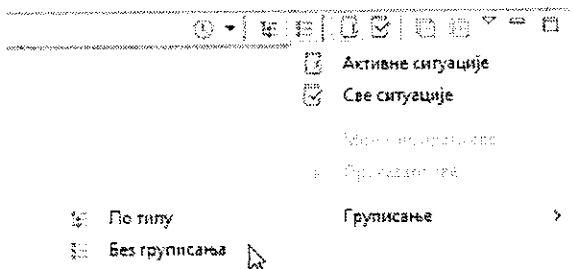 Активне ситуације
Све ситуације
Груписање
По типу
Без груписања